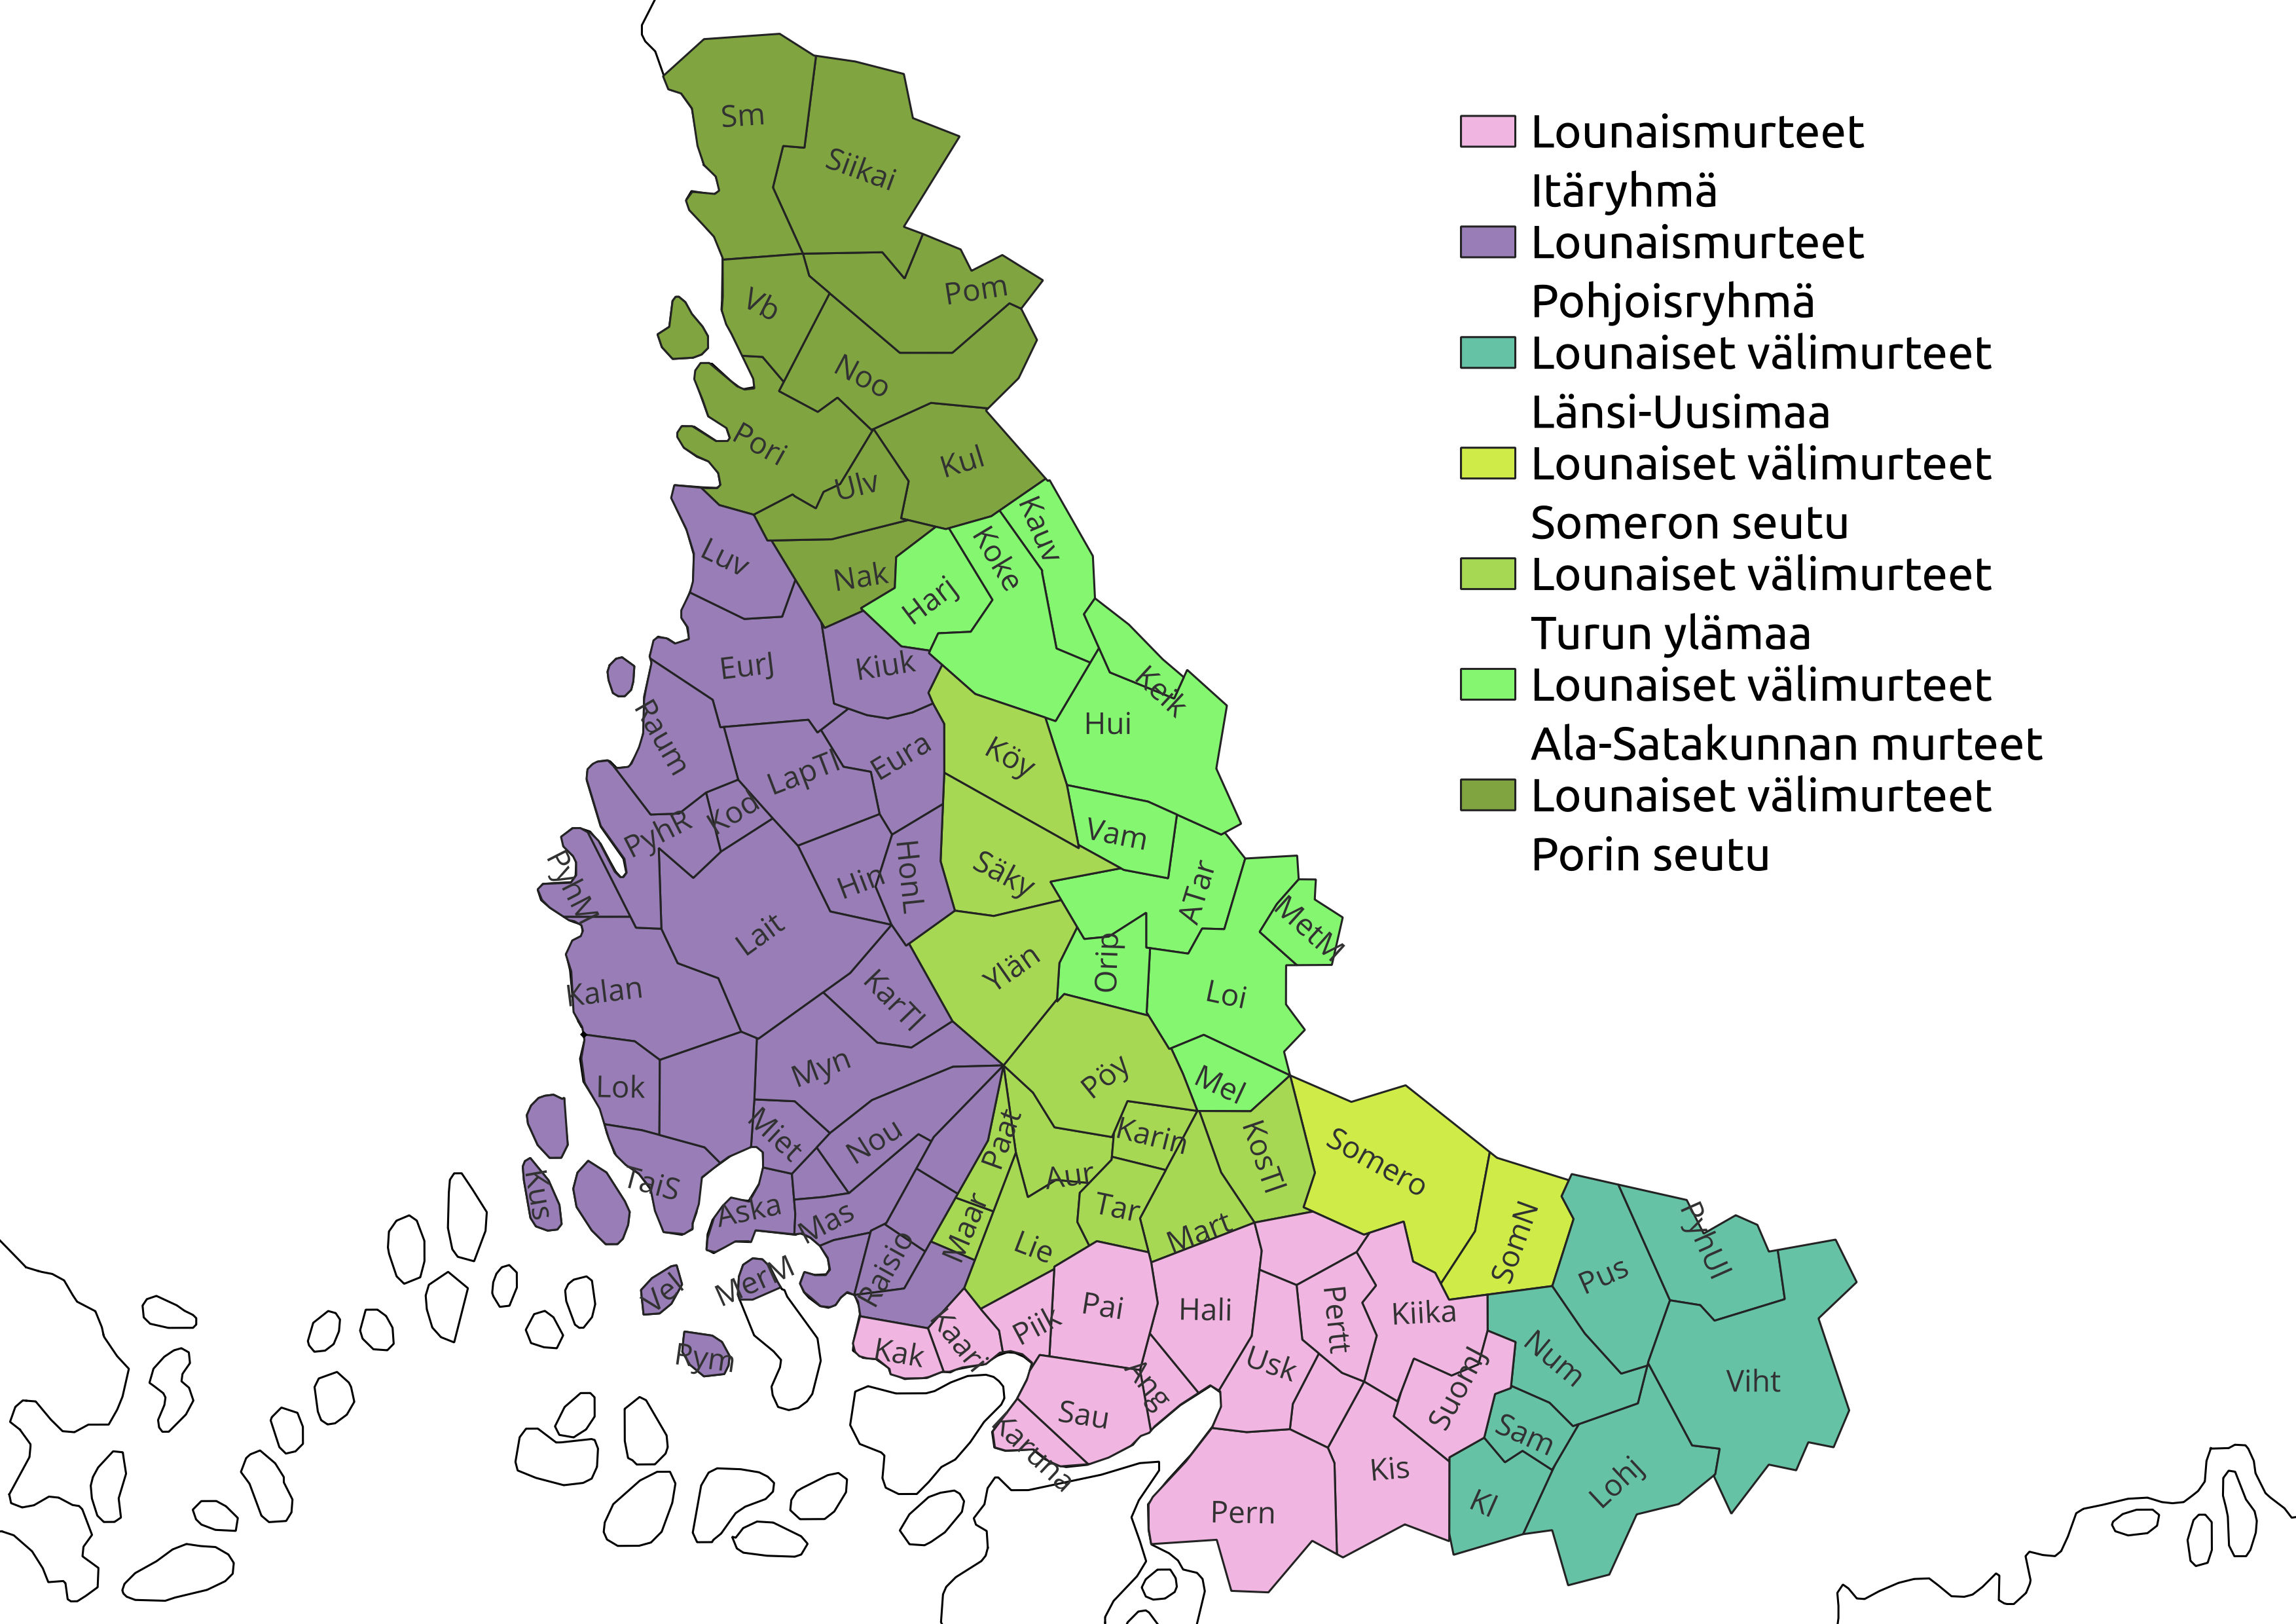 Lounaismurteet
Itäryhmä
Lounaismurteet
Pohjoisryhmä
Lounaiset välimurteet
Länsi-Uusimaa
Lounaiset välimurteet
Someron seutu
Lounaiset välimurteet
Turun ylämaa
Lounaiset välimurteet
Ala-Satakunnan murteet
Lounaiset välimurteet
Porin seutu
Sm
Siikai
Vb
Pom
Noo
Pori
Ulv
Kul
Luv
Nak
Harj
Koke
Kauv
EurJ
Kiuk
Keik
Hui
Raum
LapTl
Eura
Köy
PyhR
Kod
Vam
PyhM
Hin
HonL
Säky
ATar
MetM
Lait
Kalan
KarTl
Ylän
Orip
Loi
Lok
Myn
Pöy
Mel
Miet
Nou
Paat
Karin
KosTl
Somero
Kus
TaiS
Aska
Mas
Aur
Tar
Mart
SomN
Pus
PyhUl
Maar
Lie
Vel
MerM
Raisio
Rym
Kak
Kaari
Piik
Pai
Hali
Pertt
Kiika
Usk
Num
Viht
Ang
Sau
SuomJ
Sam
Karuna
Kis
Kl
Lohj
Pern